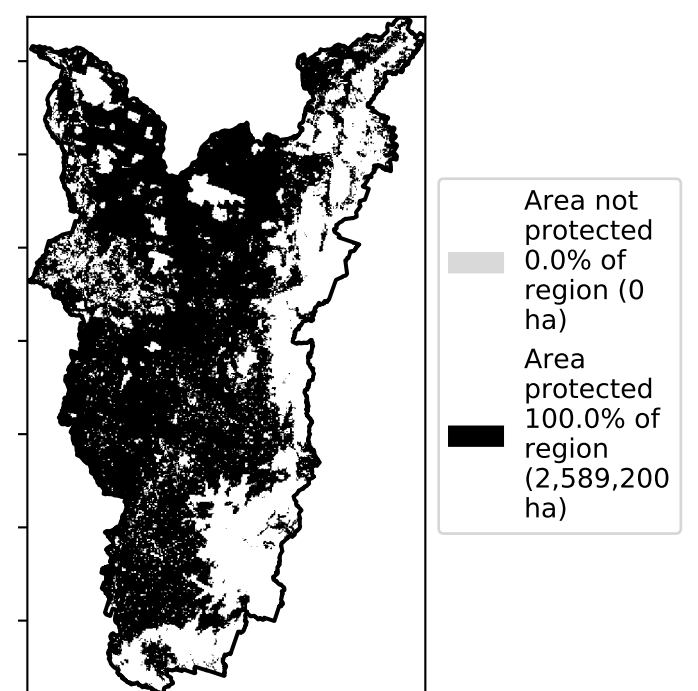 Area not
protected
0.0% of
region (0
ha)
Area
protected
100.0% of
region
(2,589,200
ha)